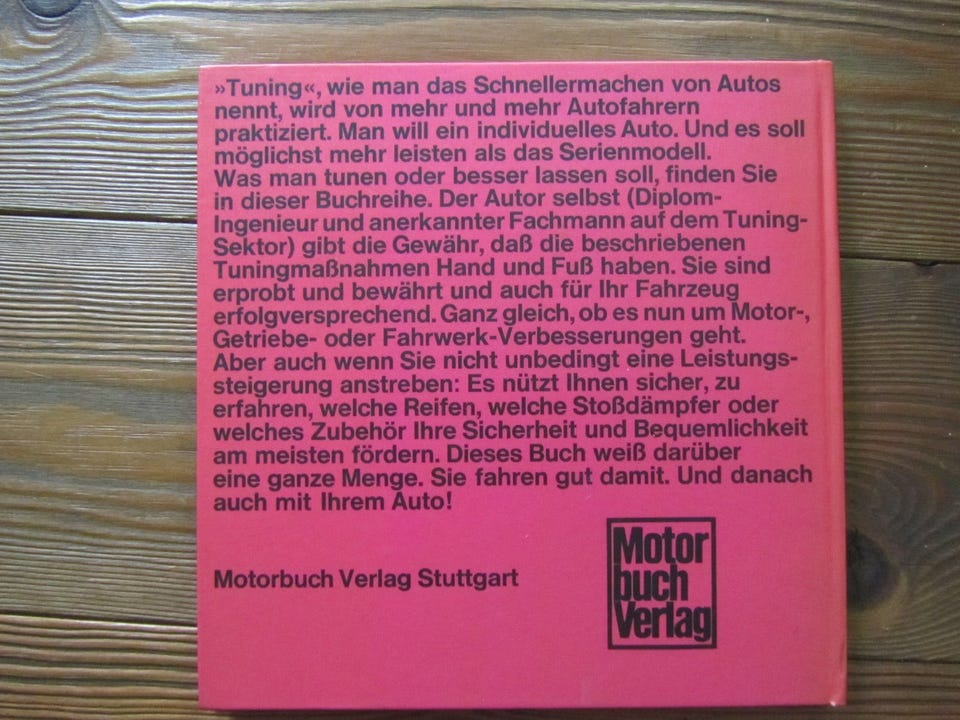 »Tuning«, wie man das Schnellermachen von Autos
nennt, wird von mehr und mehr Autofahrern
praktiziert. Man will ein individuelles Auto. Und es soll
möglichst mehr leisten als das Serienmodell.
Was man tunen oder besser lassen soll, finden Sie
in dieser Buchreihe. Der Autor selbst (Diplom-
Ingenieur und anerkannter Fachmann auf dem Tuning-
Sektor) gibt die Gewähr, daß die beschriebenen
Tuningmaßnahmen Hand und Fuß haben. Sie sind
erprobt und bewährt und auch für Ihr Fahrzeug
erfolgversprechend. Ganz gleich, ob es nun um Motor-,
Getriebe- oder Fahrwerk-Verbesserungen geht.
Aber auch wenn Sie nicht unbedingt eine Leistungs-
steigerung anstreben: Es nützt Ihnen sicher, zu
erfahren, welche Reifen, welche Stoßdämpfer oder
welches Zubehör Ihre Sicherheit und Bequemlichkeit
am meisten fördern. Dieses Buch weiß darüber
eine ganze Menge. Sie fahren gut damit. Und danach
auch mit Ihrem Auto!
Motorbuch Verlag Stuttgart
Motor
buch
Verlag